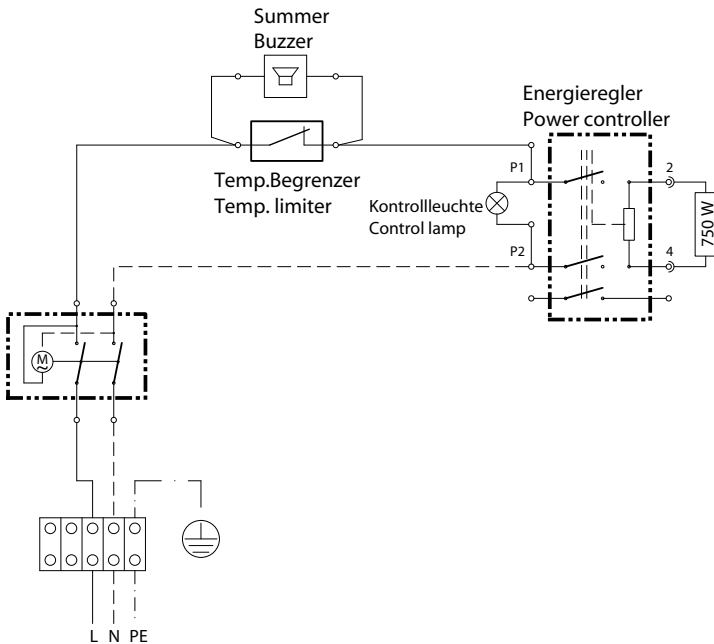 Summer
Buzzer
Energieregler
Power controller
Temp.Begrenzer
Temp. limiter
P1
2
Kontrollleuchte
Control lamp
750 W
P2
4
M
~
L N PE